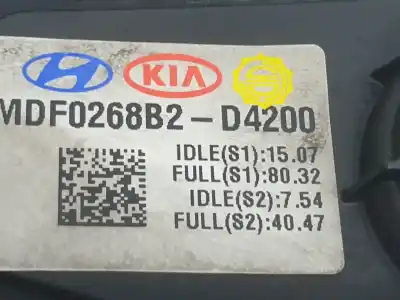 KIA
MDF0268B2-D4200
IDLE(S1):15.07
FULL(S1):80.32
IDLE(S2):7.54
FULL(S2):40.47